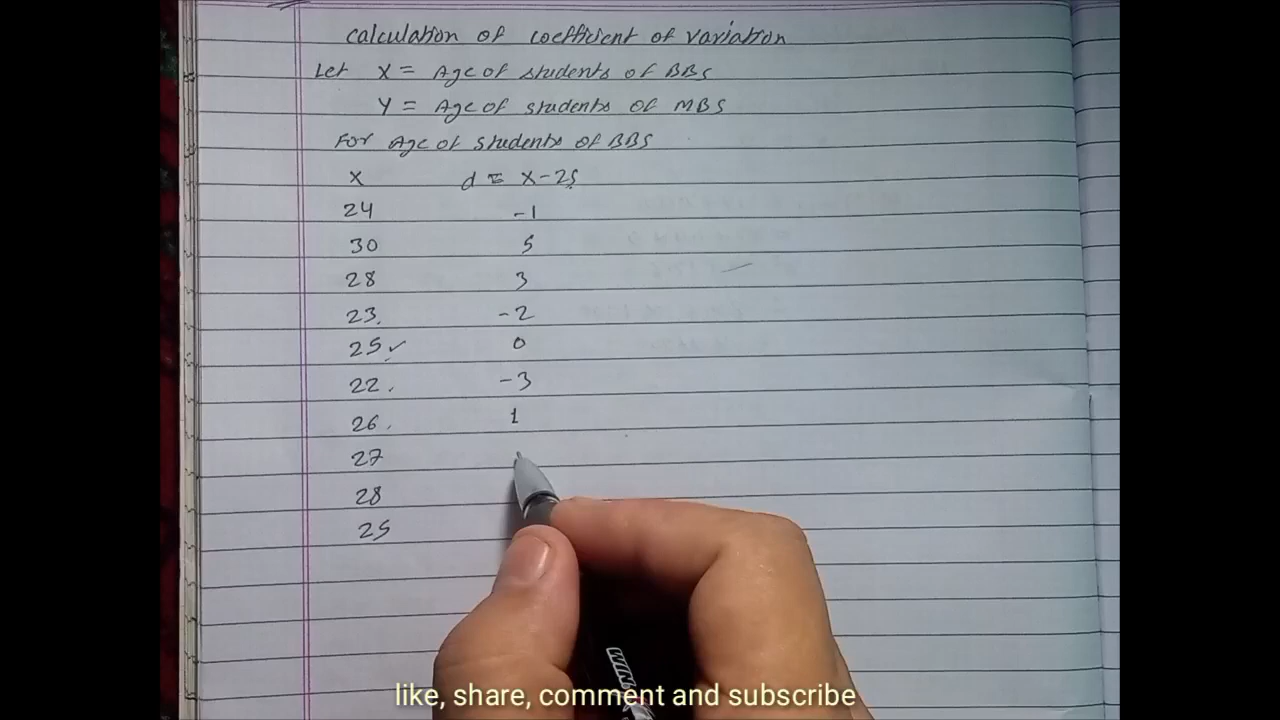 calculation of coefficient of variation
Let X = Age of students of BBS
Y = Age of students of MBS
For Age of students of BBS
X d = X-25
24 -1
30 5
28 3
23 -2
25 ✓ 0
22 -3
26 1
27
28
25
WIN
like, share, comment and subscribe